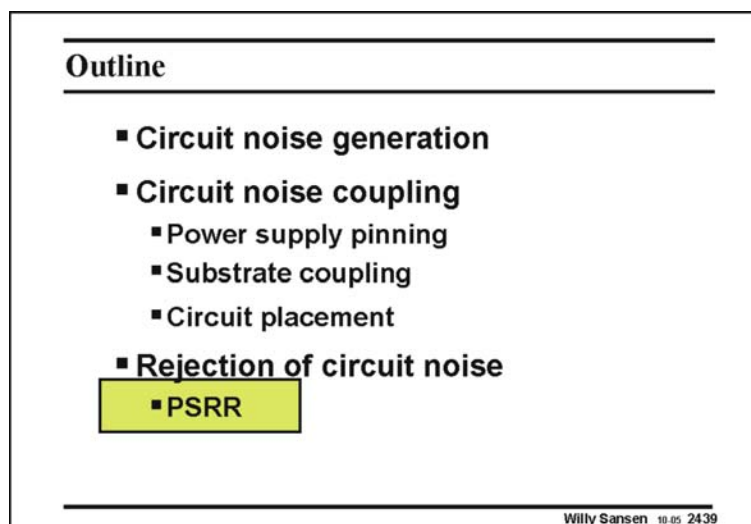 Outline
▪ Circuit noise generation
▪ Circuit noise coupling
▪ Power supply pinning
▪ Substrate coupling
▪ Circuit placement
▪ Rejection of circuit noise
▪ PSRR
Willy Sansen 10-05 2439